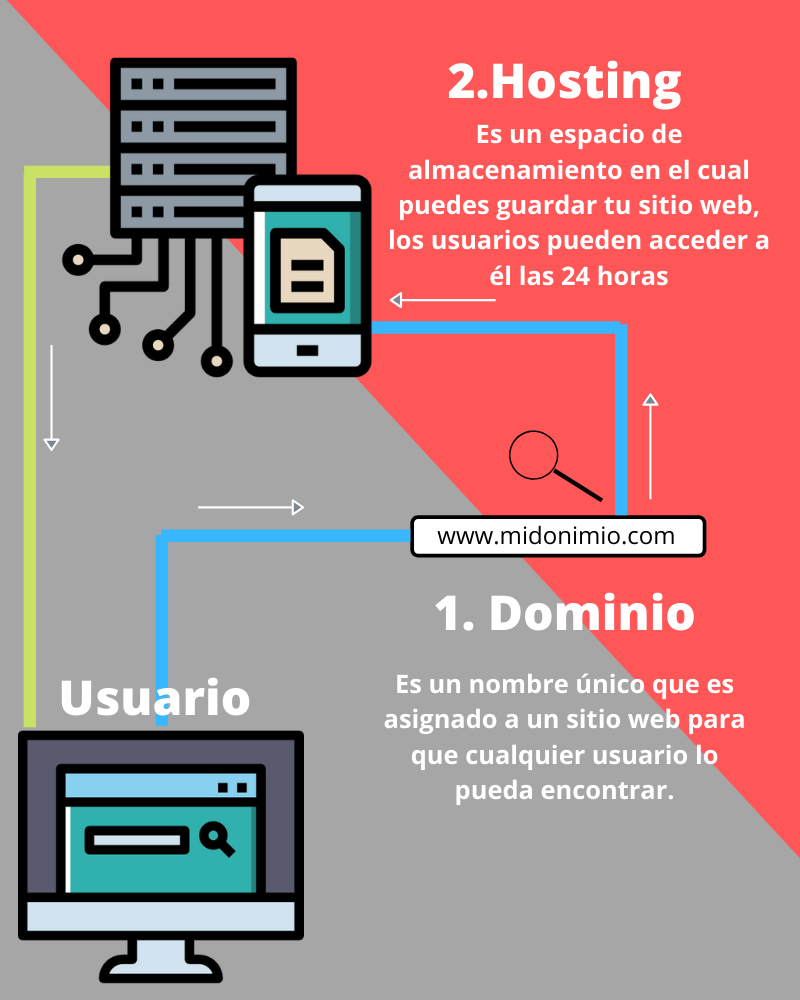 2.Hosting
Es un espacio de
almacenamiento en el cual
puedes guardar tu sitio web,
los usuarios pueden acceder a
él las 24 horas
www.midonimio.com
1. Dominio
Es un nombre único que es
asignado a un sitio web para
que cualquier usuario lo
pueda encontrar.
Usuario